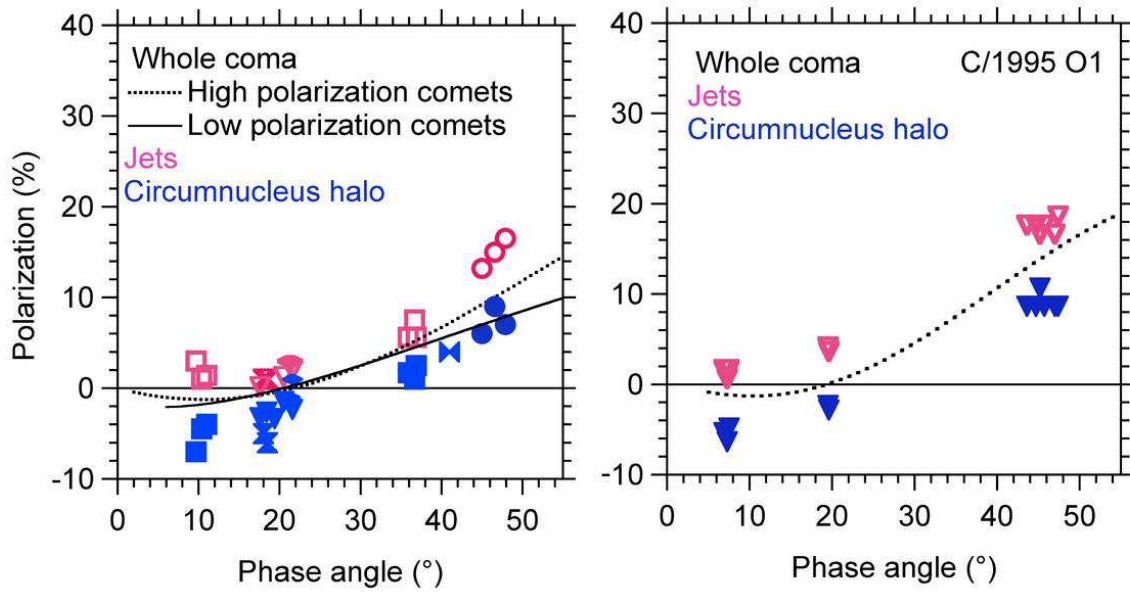 40
Whole coma
High polarization comets
Low polarization comets
30
Jets
Circumnucleus halo
20
10
0
-10
Polarization (%)
0 10 20 30 40 50
Phase angle (°)
40
Whole coma C/1995 O1
Jets
30
Circumnucleus halo
20
10
0
-10
0 10 20 30 40 50
Phase angle (°)